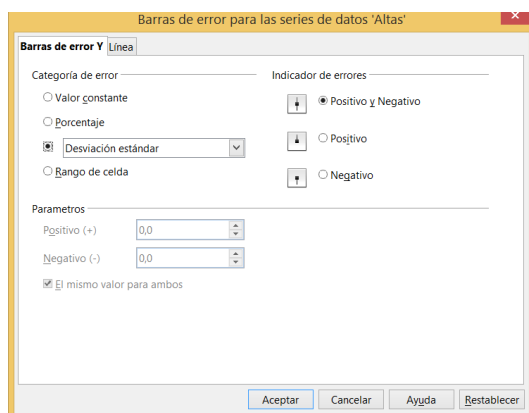 Barras de error para las series de datos 'Altas'
Barras de error Y Línea
Categoría de error
Valor constante
Porcentaje
Desviación estándar
Rango de celda
Indicador de errores
Positivo y Negativo
Positivo
Negativo
Parametros
Positivo (+) 0,0
Negativo (-) 0,0
El mismo valor para ambos
Aceptar Cancelar Ayuda Restablecer